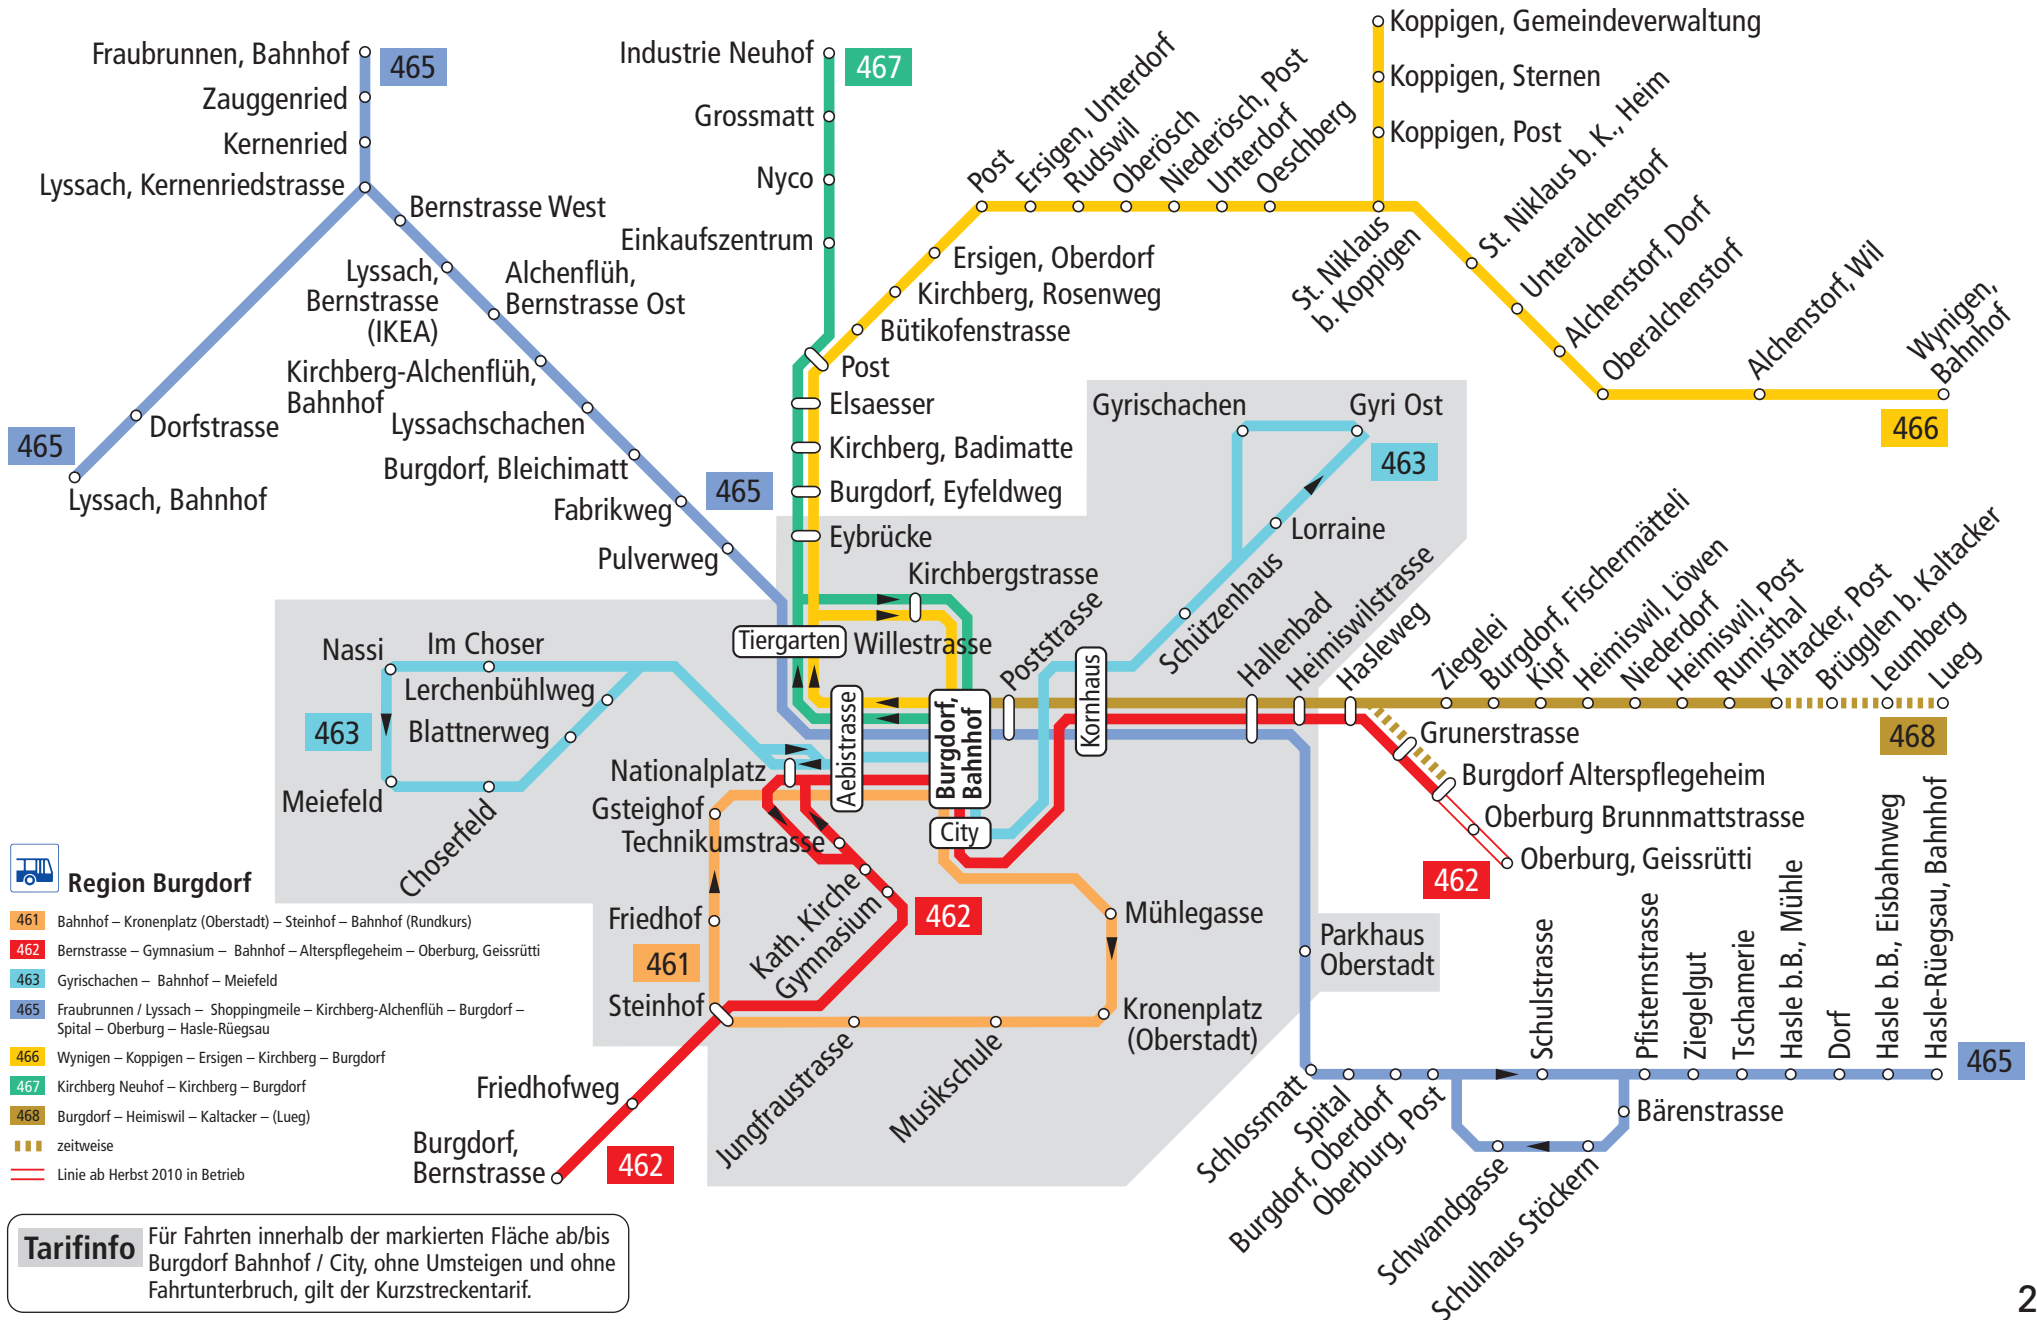 Fraubrunnen, Bahnhof
465
Zauggenried
Kernenried
Lyssach, Kernenriedstrasse
Bernstrasse West
Lyssach,
Bernstrasse
(IKEA)
Alchenflüh,
Bernstrasse Ost
Kirchberg-Alchenflüh,
Bahnhof
Lyssachschachen
Burgdorf, Bleichimatt
Fabrikweg
Pulverweg
465
Dorfstrasse
465
Lyssach, Bahnhof
Industrie Neuhof
467
Grossmatt
Nyco
Einkaufszentrum
Post
Elsaesser
Kirchberg, Badimatte
Burgdorf, Eyfeldweg
Eybrücke
Kirchbergstrasse
Willestrasse
Tiergarten
Bütikofenstrasse
Kirchberg, Rosenweg
Ersigen, Oberdorf
Post
Ersigen, Unterdorf
Rudswil
Oberösch
Niederösch, Post
Unterdorf
Oeschberg
St. Niklaus
b. Koppigen
Koppigen, Gemeindeverwaltung
Koppigen, Sternen
Koppigen, Post
St. Niklaus b. K., Heim
Unteralchenstorf
Alchenstorf, Dorf
Oberalchenstorf
Alchenstorf, Wil
Wynigen,
Bahnhof
466
Gyrischachen
Gyri Ost
463
Lorraine
Schützenhaus
Nassi
Im Choser
Lerchenbühlweg
Blattnerweg
463
Meiefeld
Choserfeld
Nationalplatz
Aebistrasse
Burgdorf,
Bahnhof
City
Poststrasse
Kornhaus
Hallenbad
Heimiswilstrasse
Hasleweg
Ziegelei
Burgdorf, Fischermätteli
Kipf
Heimiswil, Löwen
Niederdorf
Heimiswil, Post
Rumisthal
Kaltacker, Post
Brügglen b. Kaltacker
Leumberg
Lueg
468
Grunerstrasse
Burgdorf Alterspflegeheim
Oberburg Brunnmattstrasse
Oberburg, Geissrütti
462
Gsteighof
Technikumstrasse
Kath. Kirche
Gymnasium
462
Friedhof
461
Steinhof
Jungfraustrasse
Musikschule
Kronenplatz
(Oberstadt)
Mühlegasse
Friedhofweg
Burgdorf,
Bernstrasse
462
Parkhaus
Oberstadt
Schlossmatt
Spital
Burgdorf, Oberdorf
Oberburg, Post
Schulstrasse
Bärenstrasse
Schwandgasse
Schulhaus Stöckern
Pfisternstrasse
Ziegelgut
Tschamerie
Hasle b.B., Mühle
Dorf
Hasle b.B., Eisbahnweg
Hasle-Rüegsau, Bahnhof
465
Region Burgdorf
461 Bahnhof – Kronenplatz (Oberstadt) – Steinhof – Bahnhof (Rundkurs)
462 Bernstrasse – Gymnasium – Bahnhof – Alterspflegeheim – Oberburg, Geissrütti
463 Gyrischachen – Bahnhof – Meiefeld
465 Fraubrunnen / Lyssach – Shoppingmeile – Kirchberg-Alchenflüh – Burgdorf –
Spital – Oberburg – Hasle-Rüegsau
466 Wynigen – Koppigen – Ersigen – Kirchberg – Burgdorf
467 Kirchberg Neuhof – Kirchberg – Burgdorf
468 Burgdorf – Heimiswil – Kaltacker – (Lueg)
zeitweise
Linie ab Herbst 2010 in Betrieb
Tarifinfo
Für Fahrten innerhalb der markierten Fläche ab/bis
Burgdorf Bahnhof / City, ohne Umsteigen und ohne
Fahrtunterbruch, gilt der Kurzstreckentarif.
2